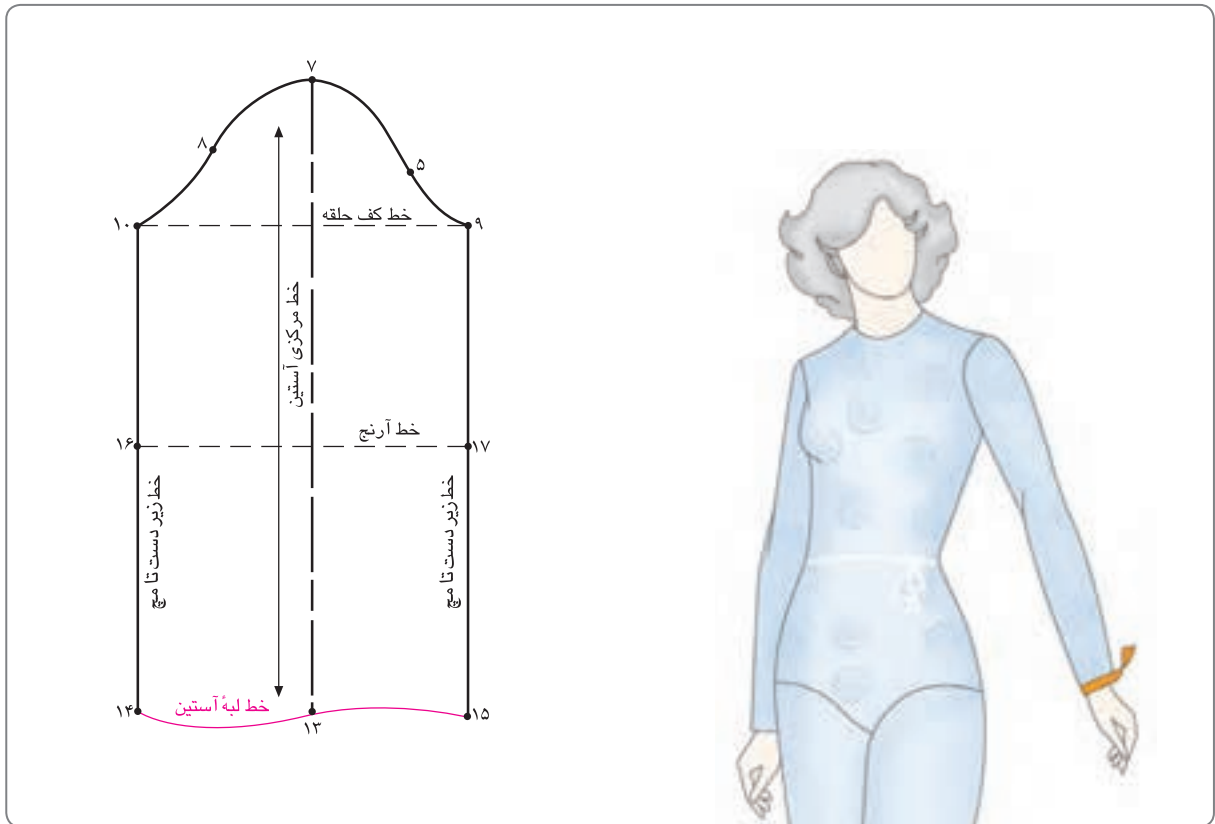 ۷
۸
۵
۱۰
خط کف حلقه
۹
خط مرکزی آستین
۱۶
خط آرنج
۱۷
خط زیر دست تا مچ
خط زیر دست تا مچ
۱۴
خط لبهٔ آستین
۱۳
۱۵